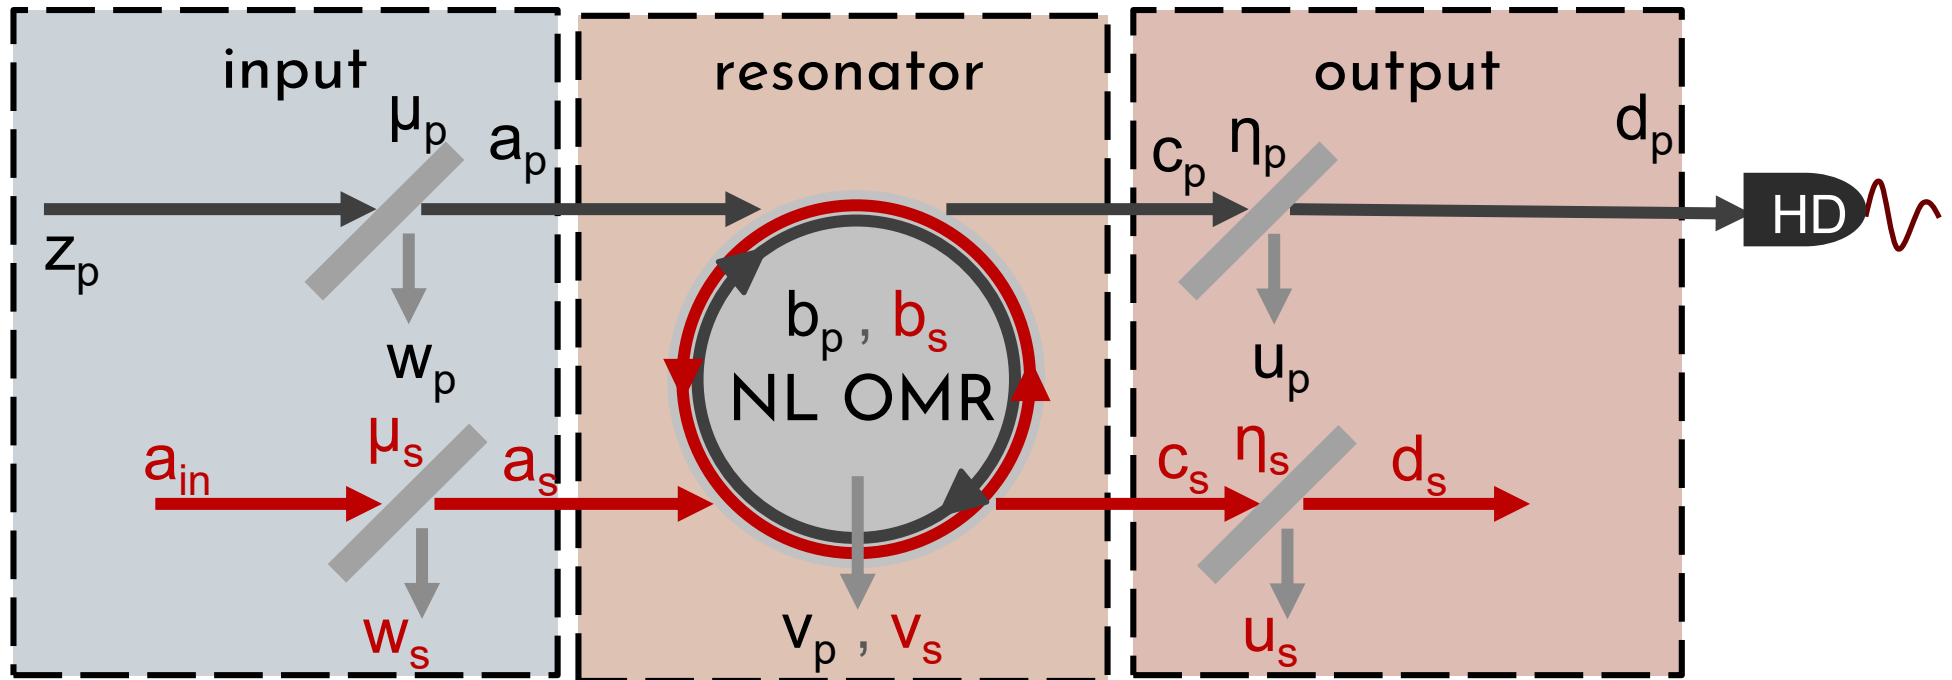 input
resonator
output
μp
ap
cp
ηp
dp
zp
HD
bp , bs
wp
up
NL OMR
ain
μs
as
cs
ηs
ds
ws
vp , vs
us